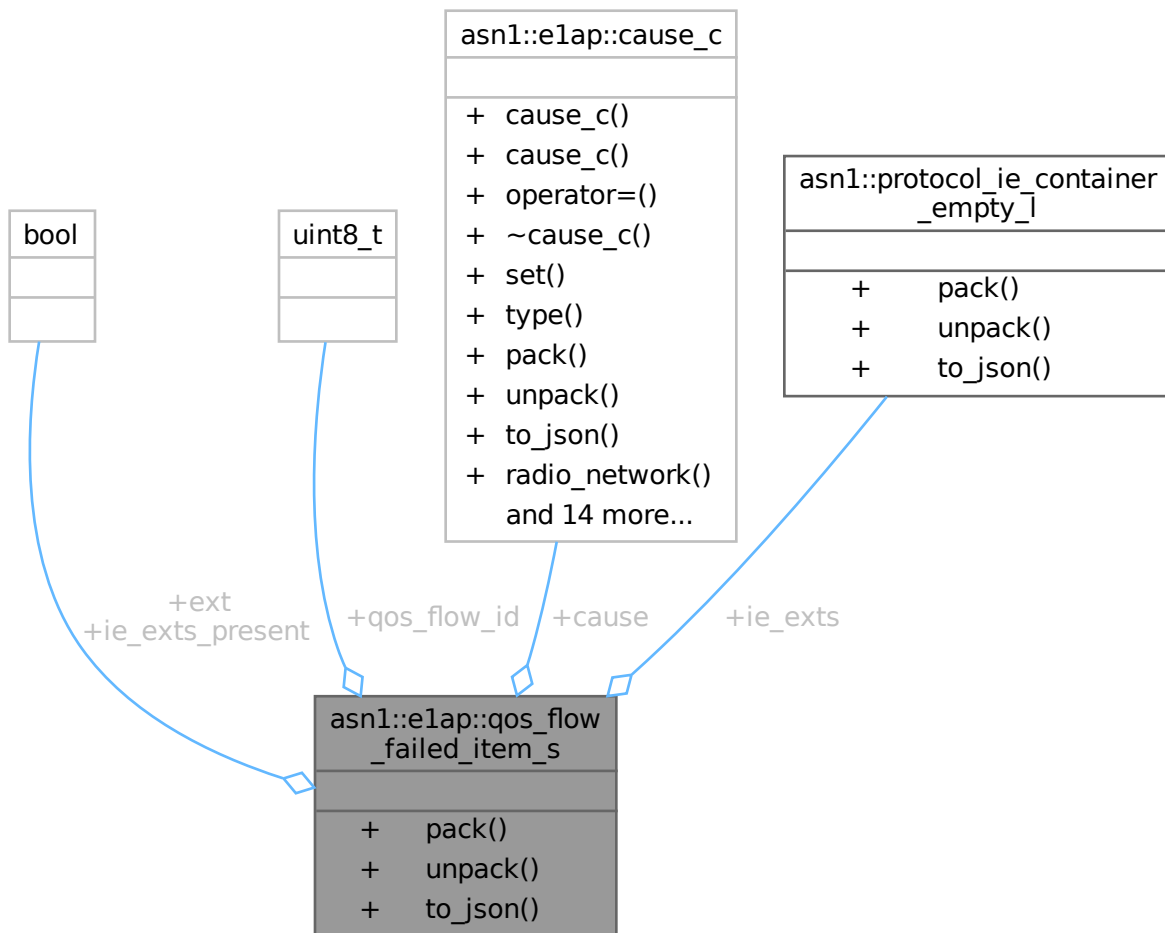 asn1::e1ap::cause_c
+ cause_c()
+ cause_c()
+ operator=()
+ ~cause_c()
+ set()
+ type()
+ pack()
+ unpack()
+ to_json()
+ radio_network()
and 14 more...
asn1::protocol_ie_container
_empty_l
+ pack()
+ unpack()
+ to_json()
bool
uint8_t
+ext
+ie_exts_present
+qos_flow_id
+cause
+ie_exts
asn1::e1ap::qos_flow
_failed_item_s
+ pack()
+ unpack()
+ to_json()